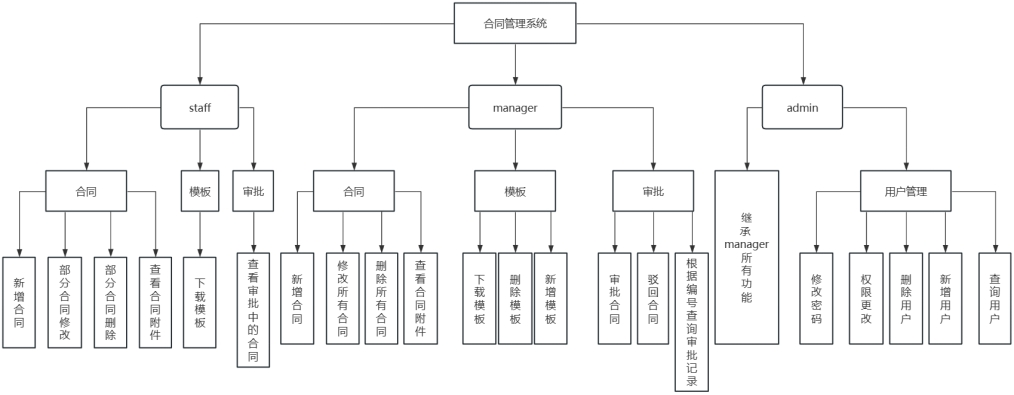 合同管理系统
staff
manager
admin
合同
模板
审批
合同
模板
审批
继承manager所有功能
用户管理
新增合同
部分合同修改
部分合同删除
查看合同附件
下载模板
查看审批中的合同
新增合同
修改所有合同
删除所有合同
查看合同附件
下载模板
删除模板
新增模板
审批合同
驳回合同
根据编号查询审批记录
修改密码
权限更改
删除用户
新增用户
查询用户